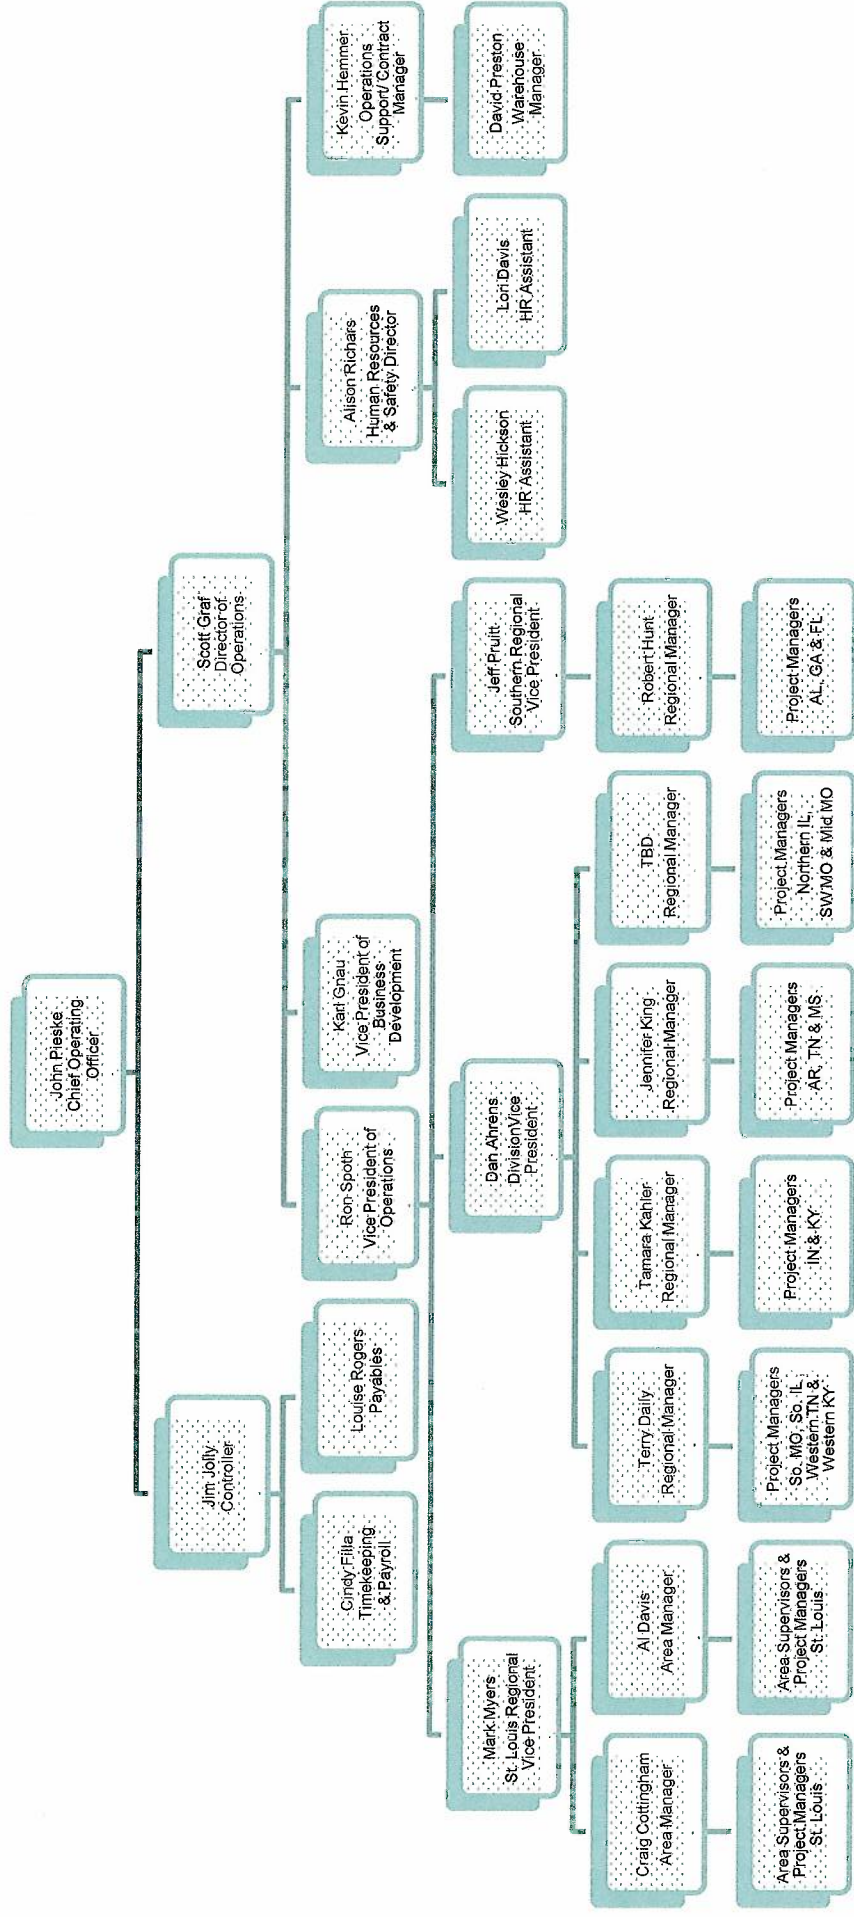 John Pieske
Chief Operating
Officer
Jim Jolly
Controller
Scott Graf
Director of
Operations
Cindy Filla
Timekeeping
& Payroll
Louise Rogers
Payables
Ron Spoth
Vice President of
Operations
Karl Gnau
Vice President of
Business
Development
Alison Richars
Human Resources
& Safety Director
Kevin Hemmer
Operations
Support/ Contract
Manager
Mark Myers
St. Louis Regional
Vice President
Dan Ahrens
Division Vice
President
Jeff Pruitt
Southern Regional
Vice President
Wesley Hickson
HR Assistant
Lori Davis
HR Assistant
David Preston
Warehouse
Manager
Craig Cottingham
Area Manager
Al Davis
Area Manager
Terry Daily
Regional Manager
Tamara Kahler
Regional Manager
Jennifer King
Regional Manager
TBD
Regional Manager
Robert Hunt
Regional Manager
Area Supervisors &
Project Managers
St. Louis
Area Supervisors &
Project Managers
St. Louis
Project Managers
So. MO, So. IL,
Western TN &
Western KY
Project Managers
IN & KY
Project Managers
AR, TN & MS
Project Managers
Northern IL,
SW MO & Mid MO
Project Managers
AL, GA & FL